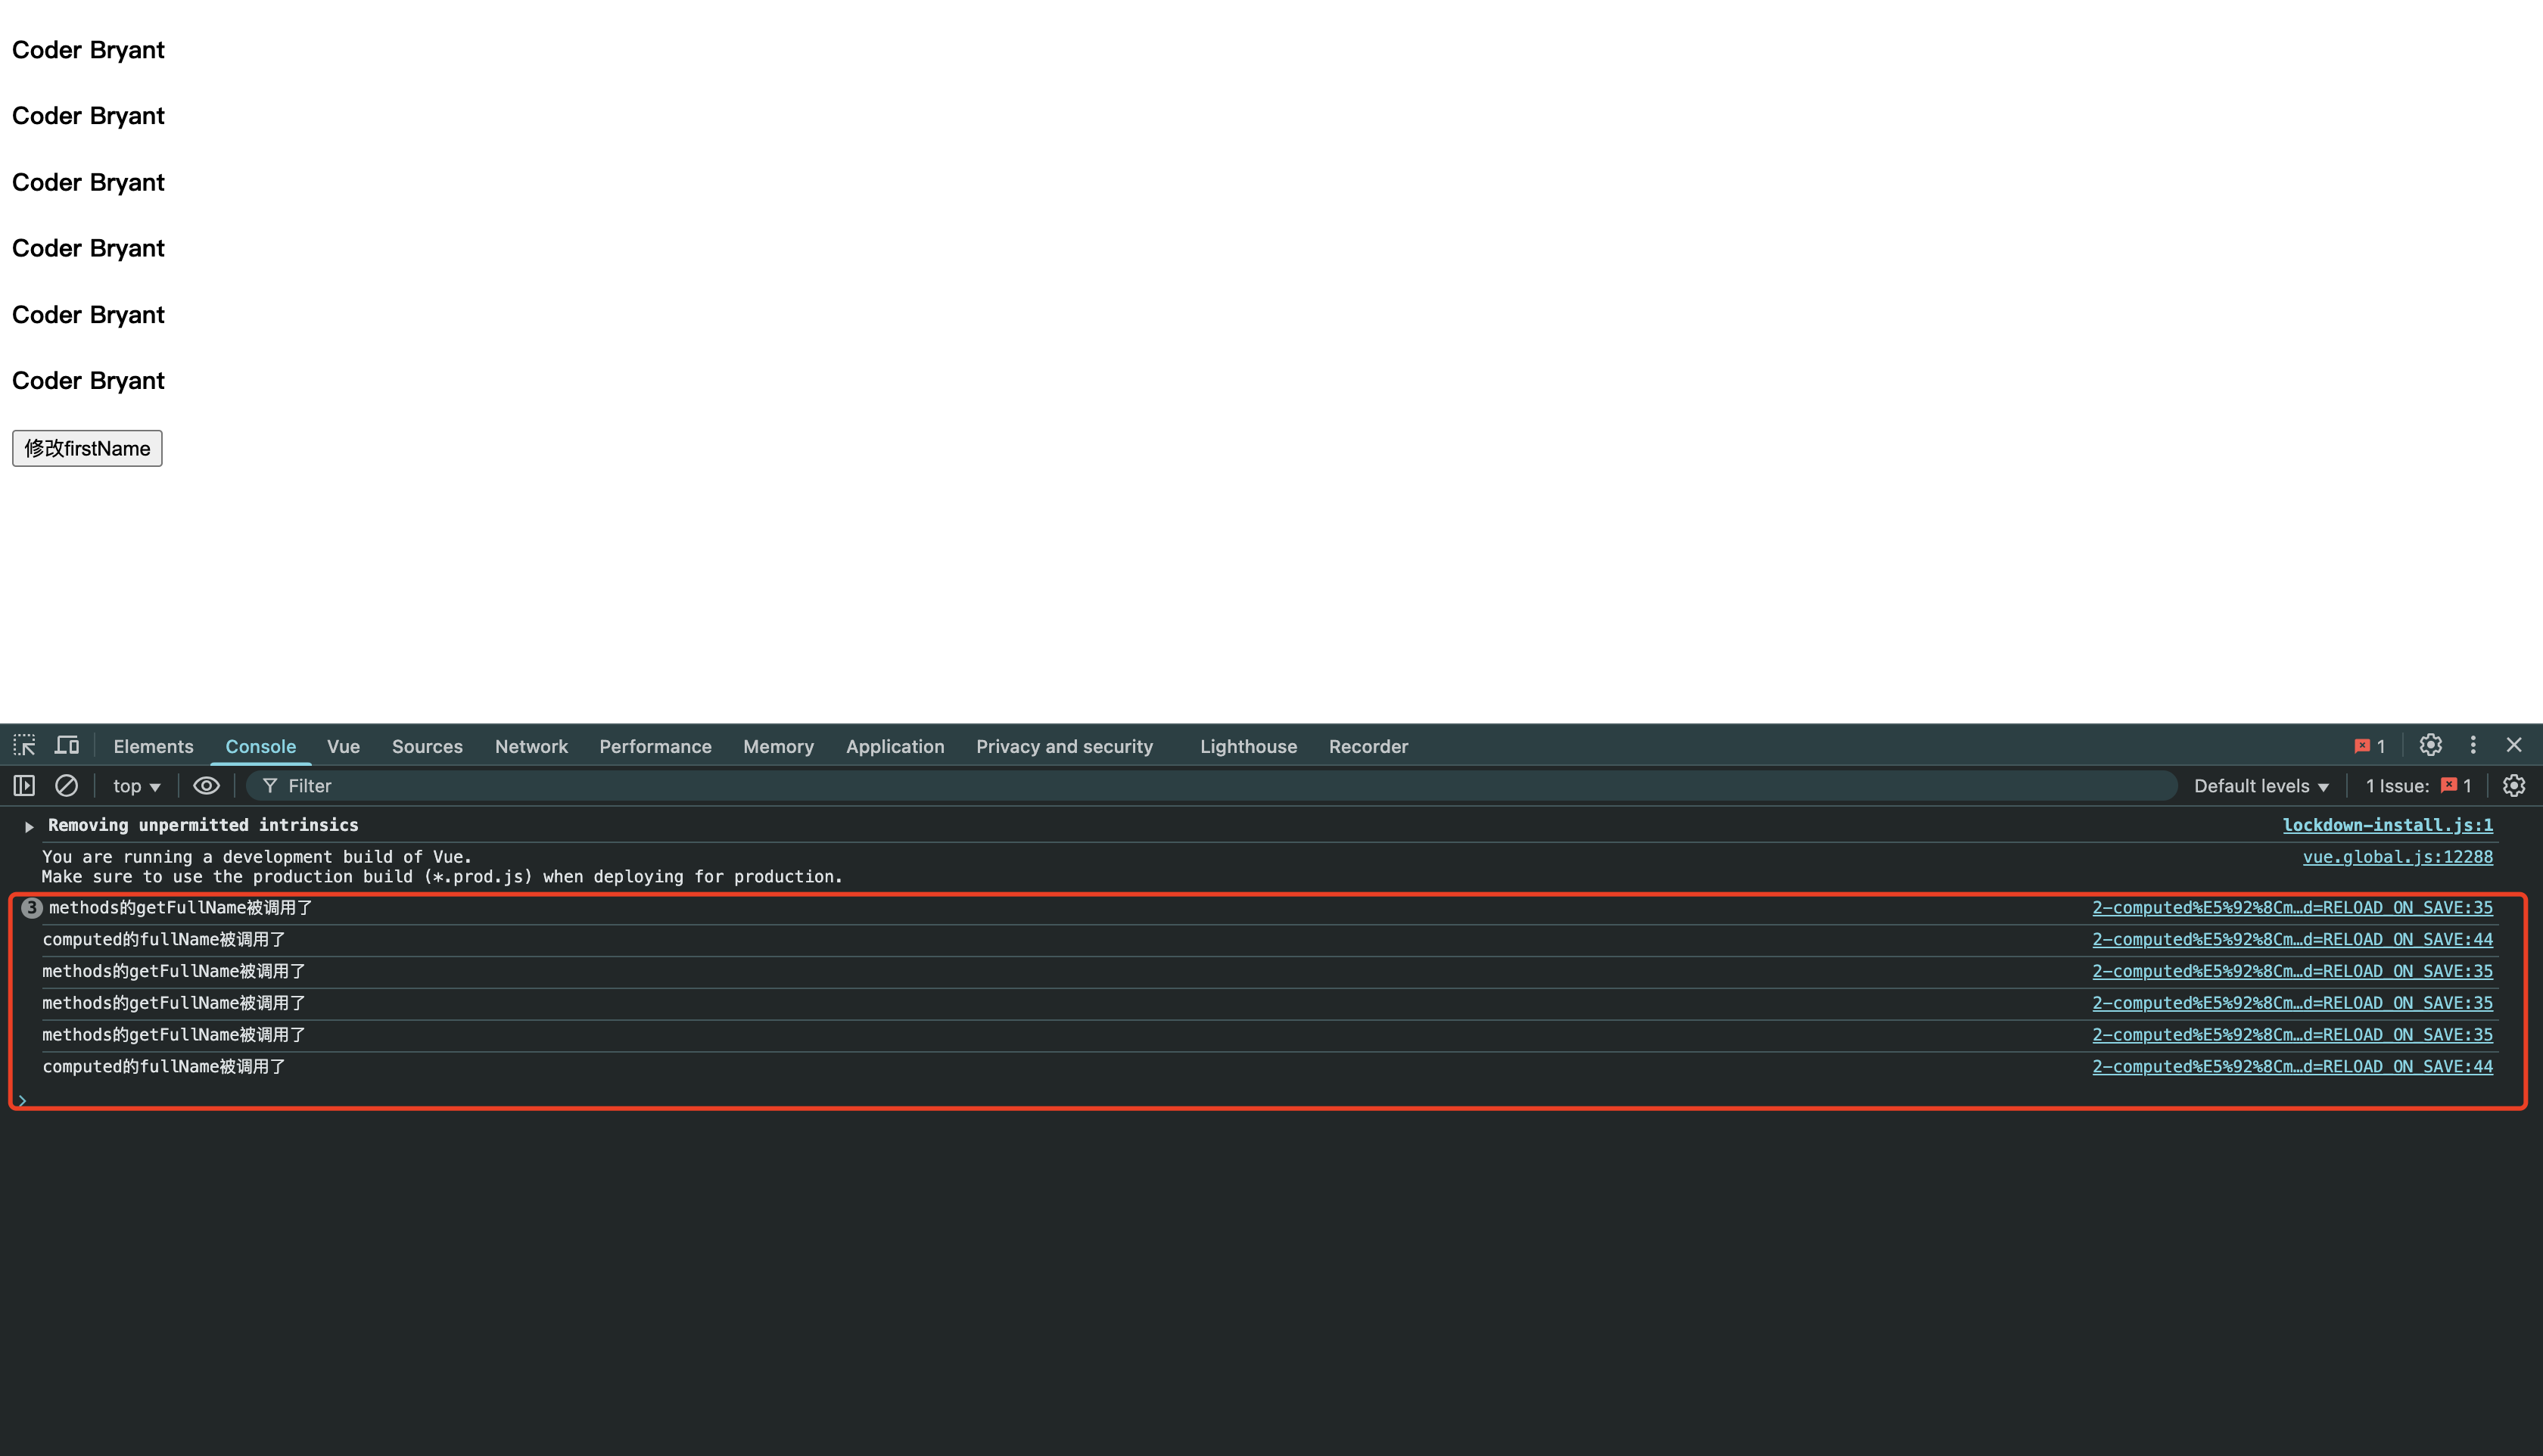 Coder Bryant
Coder Bryant
Coder Bryant
Coder Bryant
Coder Bryant
Coder Bryant
修改firstName
Elements Console Vue Sources Network Performance Memory Application Privacy and security Lighthouse Recorder 1
top Filter Default levels 1 Issue: 1
Removing unpermitted intrinsics lockdown-install.js:1
You are running a development build of Vue. vue.global.js:12288
Make sure to use the production build (*.prod.js) when deploying for production.
3 methods的getFullName被调用了 2-computed%E5%92%8Cm…d=RELOAD_ON_SAVE:35
computed的fullName被调用了 2-computed%E5%92%8Cm…d=RELOAD_ON_SAVE:44
methods的getFullName被调用了 2-computed%E5%92%8Cm…d=RELOAD_ON_SAVE:35
methods的getFullName被调用了 2-computed%E5%92%8Cm…d=RELOAD_ON_SAVE:35
methods的getFullName被调用了 2-computed%E5%92%8Cm…d=RELOAD_ON_SAVE:35
computed的fullName被调用了 2-computed%E5%92%8Cm…d=RELOAD_ON_SAVE:44